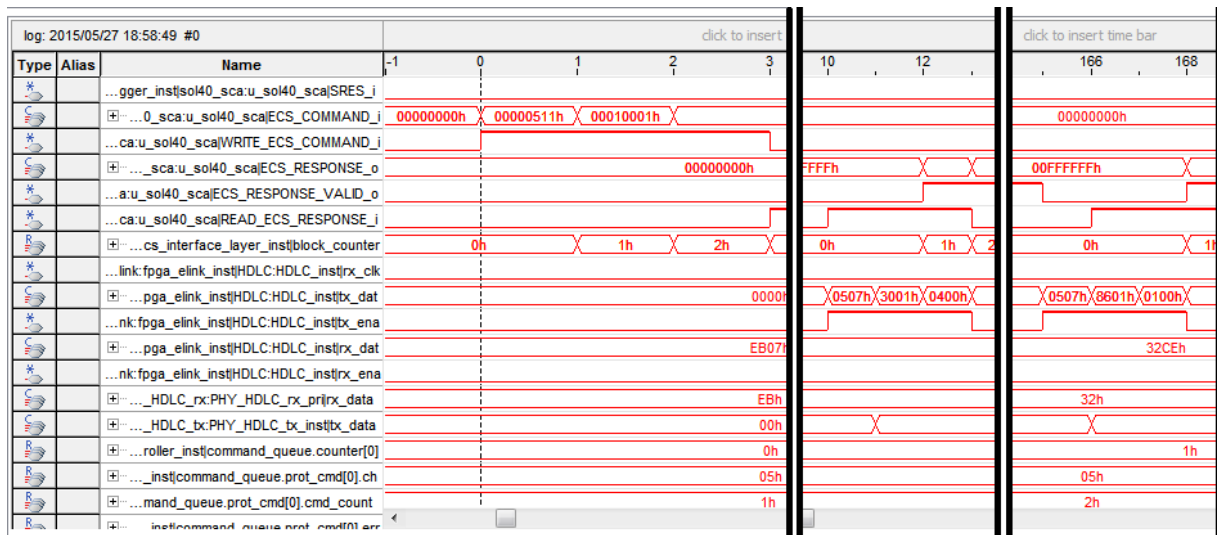 log: 2015/05/27 18:58:49 #0 click to insert click to insert time bar
Type Alias Name -1 0 1 2 3 10 12 166 168
...gger_inst|sol40_sca:u_sol40_sca|SRES_i
...0_sca:u_sol40_sca|ECS_COMMAND_i 00000000h 00000511h 00010001h 00000000h
...ca:u_sol40_sca|WRITE_ECS_COMMAND_i
..._sca:u_sol40_sca|ECS_RESPONSE_o 00000000h FFFh 00FFFFFFh
...a:u_sol40_sca|ECS_RESPONSE_VALID_o
...ca:u_sol40_sca|READ_ECS_RESPONSE_i
...cs_interface_layer_inst|block_counter 0h 1h 2h 0h 1h 2 0h 1h
...link:fpga_elink_inst|HDLC:HDLC_inst|rx_clk
...pga_elink_inst|HDLC:HDLC_inst|tx_dat 0000h 0507h 3001h 0400h 0507h 8601h 0100h
...nk:fpga_elink_inst|HDLC:HDLC_inst|tx_ena
...pga_elink_inst|HDLC:HDLC_inst|rx_dat EB07h 32CEh
...nk:fpga_elink_inst|HDLC:HDLC_inst|rx_ena
..._HDLC_rx:PHY_HDLC_rx_pri|rx_data EBh 32h
..._HDLC_tx:PHY_HDLC_tx_inst|tx_data 00h
...roller_inst|command_queue.counter[0] 0h 1h
..._inst|command_queue.prot_cmd[0].ch 05h 05h
...mand_queue.prot_cmd[0].cmd_count 1h 2h